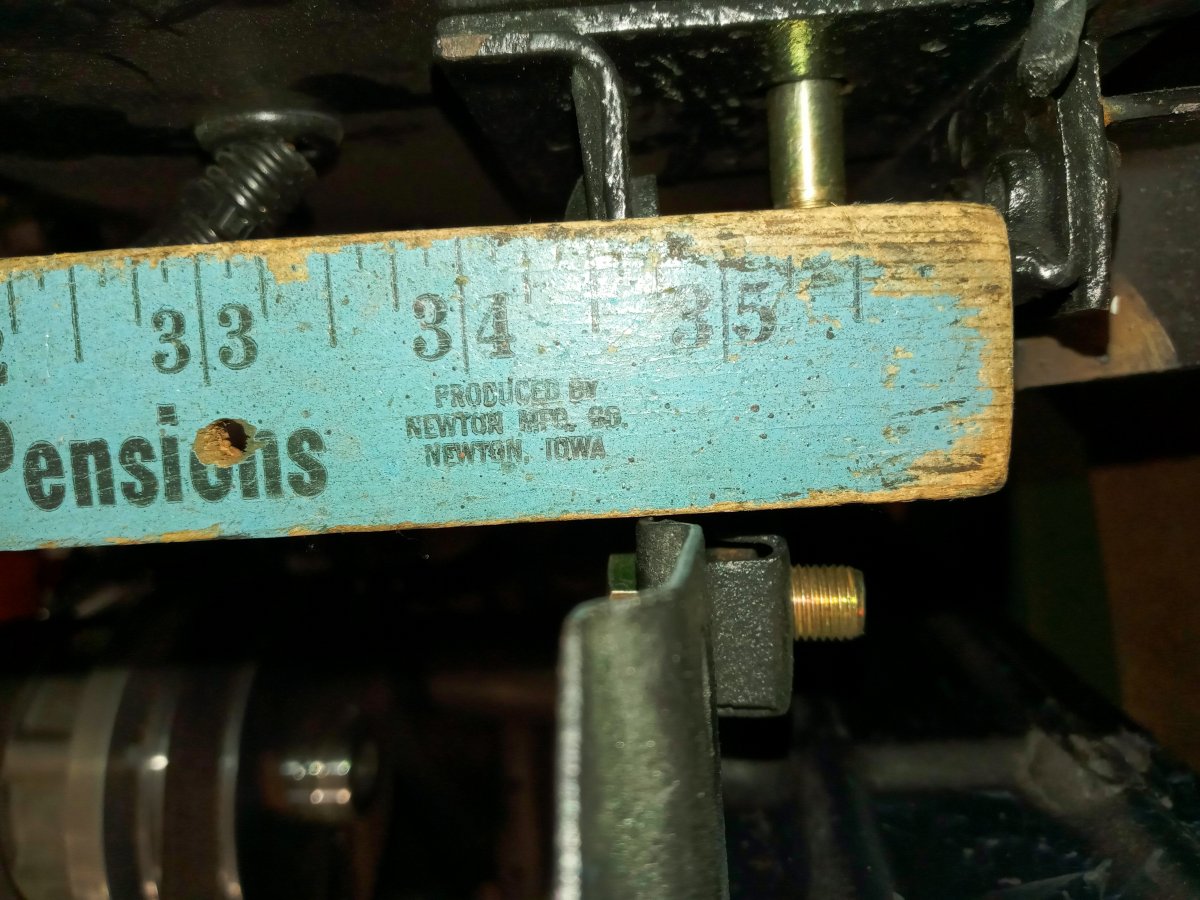 33 34 35
Pensions
PRODUCED BY
NEWTON MFG. CO.
NEWTON, IOWA